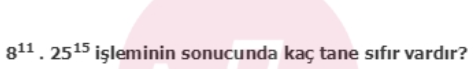 8¹¹ . 25¹⁵ işleminin sonucunda kaç tane sıfır vardır?